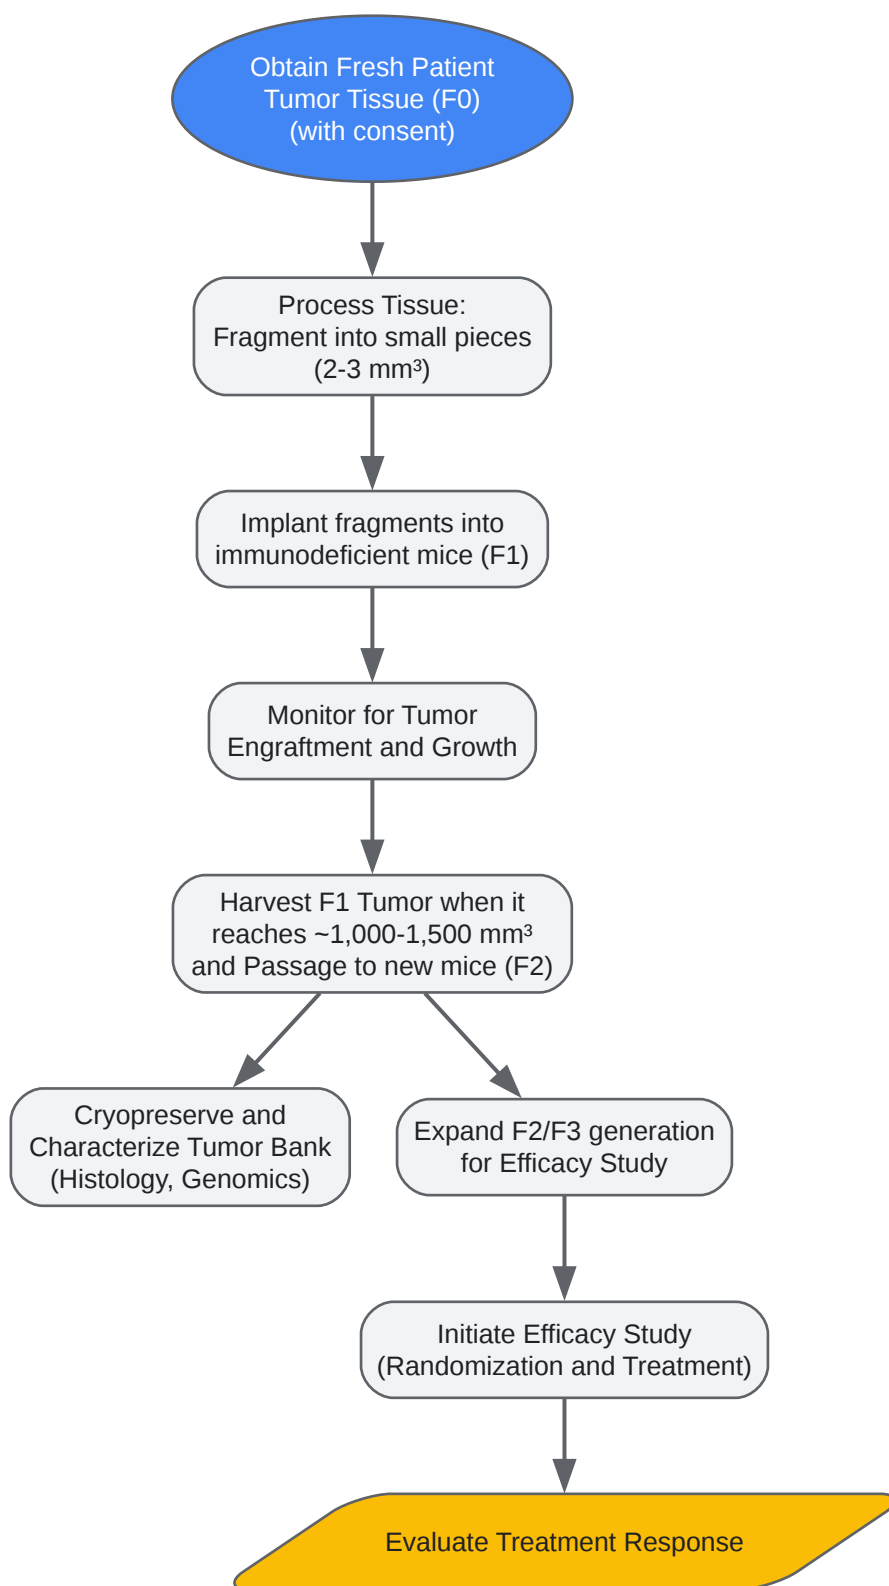 Obtain Fresh Patient
Tumor Tissue (F0)
(with consent)
Process Tissue:
Fragment into small pieces
(2-3 mm³)
Implant fragments into
immunodeficient mice (F1)
Monitor for Tumor
Engraftment and Growth
Harvest F1 Tumor when it
reaches ~1,000-1,500 mm³
and Passage to new mice (F2)
Cryopreserve and
Characterize Tumor Bank
(Histology, Genomics)
Expand F2/F3 generation
for Efficacy Study
Initiate Efficacy Study
(Randomization and Treatment)
Evaluate Treatment Response